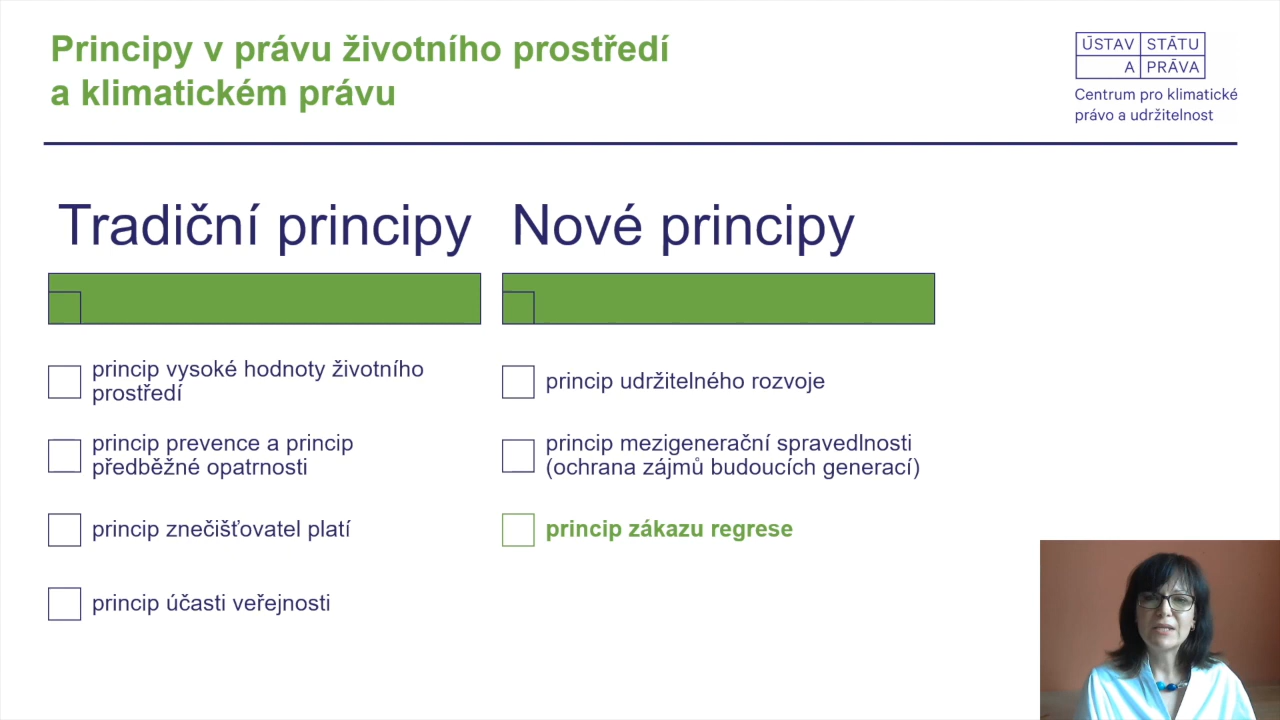 Principy v právu životního prostředí
a klimatickém právu
ÚSTAV STÁTU
A PRÁVA
Centrum pro klimatické
právo a udržitelnost
Tradiční principy
princip vysoké hodnoty životního
prostředí
princip prevence a princip
předběžné opatrnosti
princip znečišťovatel platí
princip účasti veřejnosti
Nové principy
princip udržitelného rozvoje
princip mezigenerační spravedlnosti
(ochrana zájmů budoucích generací)
princip zákazu regrese